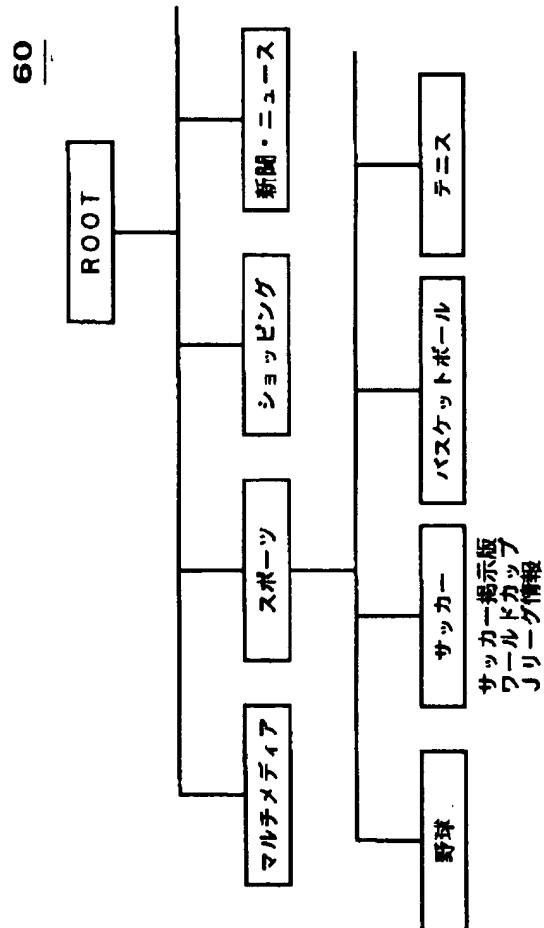 60
ROOT
マルチメディア
スポーツ
ショッピング
新聞・ニュース
野球
サッカー
バスケットボール
テニス
サッカー掲示版
ワールドカップ
Jリーグ情報